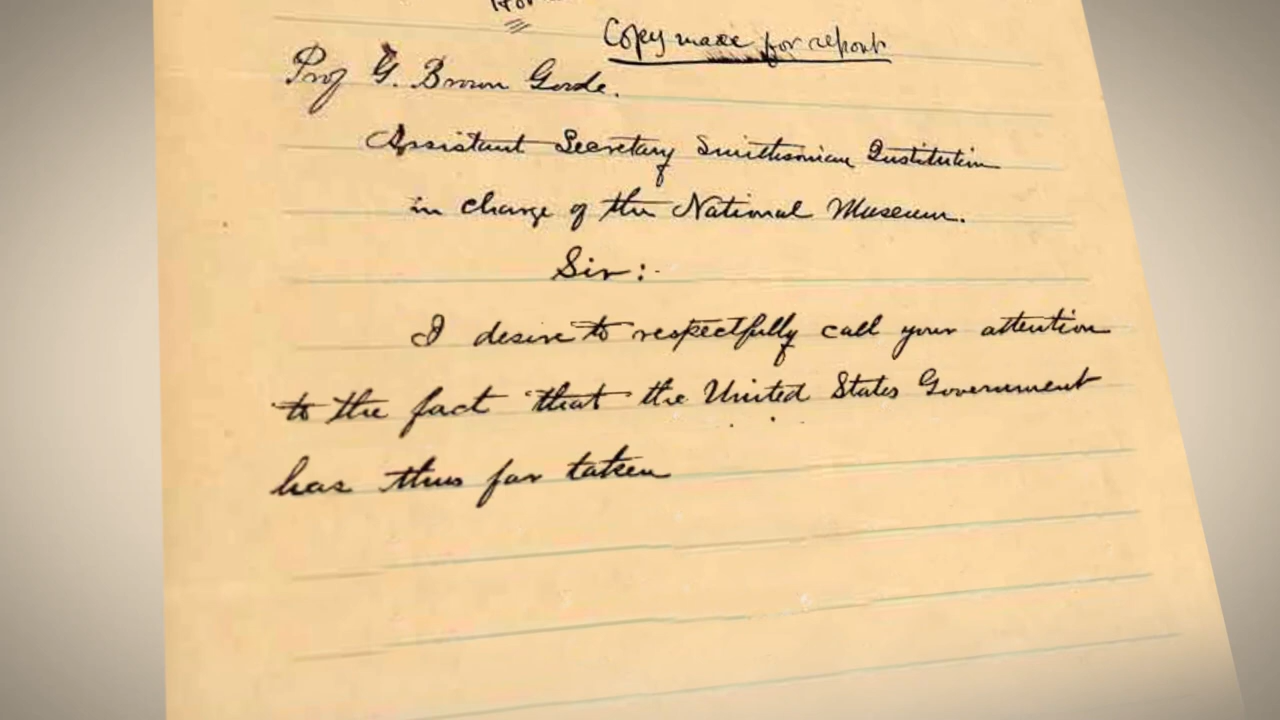 Copy made for report
Prof G. Brown Goode.
Assistant Secretary Smithsonian Institution
in charge of the National Museum.
Sir:
I desire to respectfully call your attention
to the fact that the United States Government
has thus far taken